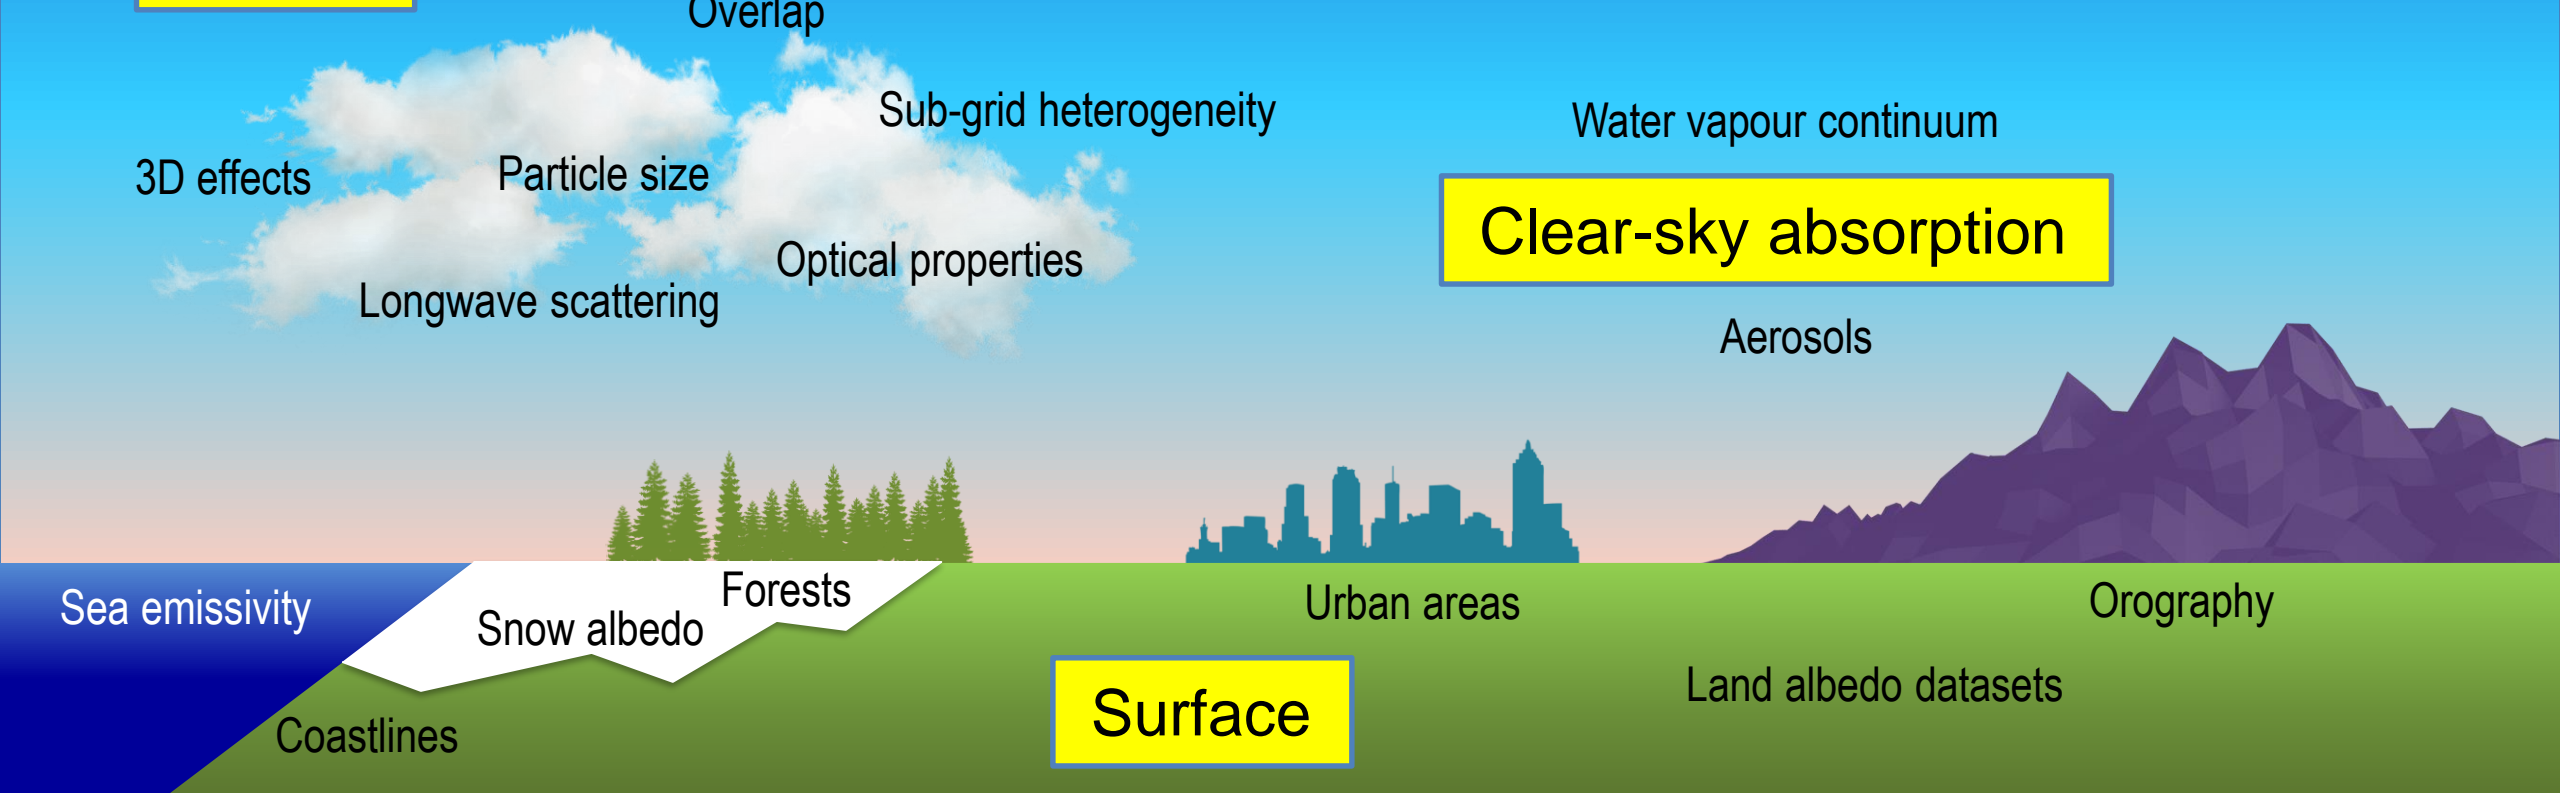 Overlap
Sub-grid heterogeneity
Water vapour continuum
3D effects
Particle size
Clear-sky absorption
Optical properties
Longwave scattering
Aerosols
Sea emissivity
Forests
Snow albedo
Urban areas
Orography
Land albedo datasets
Surface
Coastlines